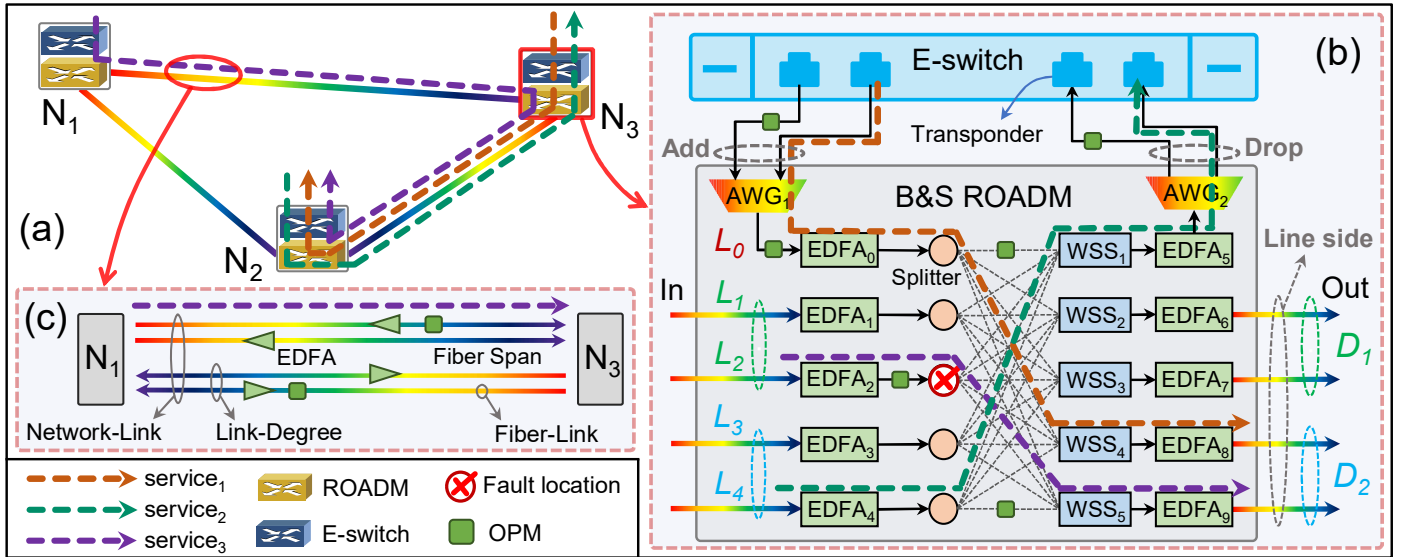 (a)
N1
N2
N3
(b)
E-switch
Transponder
Add
Drop
AWG1
AWG2
B&S ROADM
L0
EDFA0
Splitter
WSS1
EDFA5
Line side
In
Out
L1
EDFA1
WSS2
EDFA6
D1
L2
EDFA2
WSS3
EDFA7
L3
EDFA3
WSS4
EDFA8
D2
L4
EDFA4
WSS5
EDFA9
(c)
N1
N3
EDFA
Fiber Span
Network-Link
Link-Degree
Fiber-Link
service1
ROADM
Fault location
service2
E-switch
OPM
service3